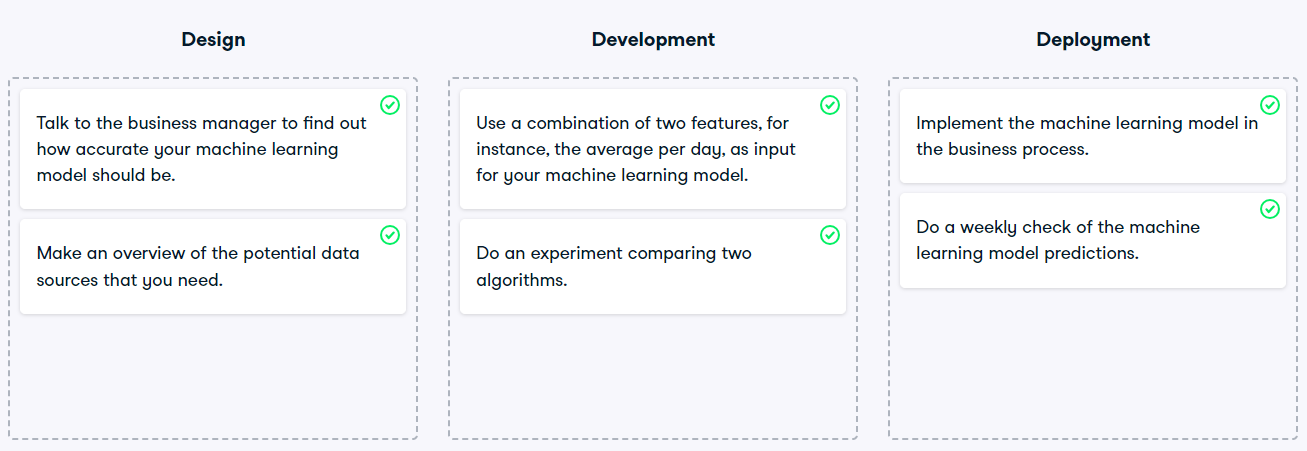 Design
Talk to the business manager to find out
how accurate your machine learning
model should be.
Make an overview of the potential data
sources that you need.
Development
Use a combination of two features, for
instance, the average per day, as input
for your machine learning model.
Do an experiment comparing two
algorithms.
Deployment
Implement the machine learning model in
the business process.
Do a weekly check of the machine
learning model predictions.